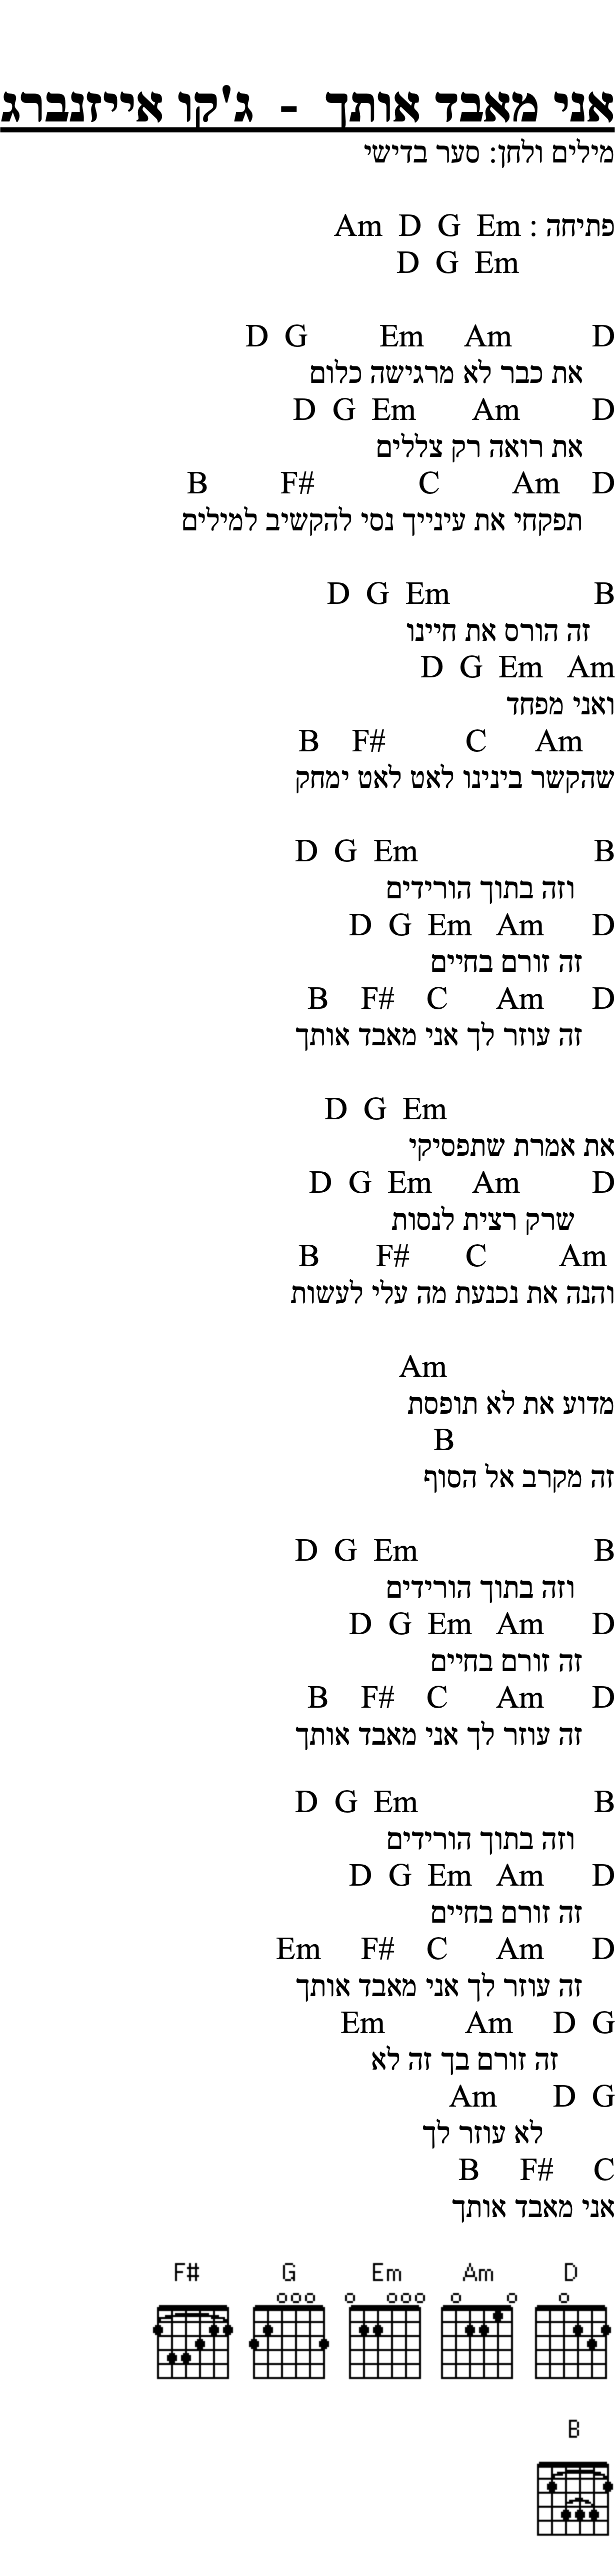 אני מאבד אותך - ג'קו אייזנברג
מילים ולחן: סער בדישי
פתיחה : Am D G Em
D G Em
D G Em Am D
את כבר לא מרגישה כלום
D G Em Am D
את רואה רק צללים
B F# C Am D
תפקחי את עינייך נסי להקשיב למילים
D G Em B
זה הורס את חיינו
D G Em Am
ואני מפחד
B F# C Am
שהקשר בינינו לאט לאט ימחק
D G Em B
וזה בתוך הורידים
D G Em Am D
זה זורם בחיים
B F# C Am D
זה עוזר לך אני מאבד אותך
D G Em
את אמרת שתפסיקי
D G Em Am D
שרק רצית לנסות
B F# C Am
והנה את נכנעת מה עלי לעשות
Am
מדוע את לא תופסת
B
זה מקרב אל הסוף
D G Em B
וזה בתוך הורידים
D G Em Am D
זה זורם בחיים
B F# C Am D
זה עוזר לך אני מאבד אותך
D G Em B
וזה בתוך הורידים
D G Em Am D
זה זורם בחיים
Em F# C Am D
זה עוזר לך אני מאבד אותך
Em Am D G
זה זורם בך זה לא
Am D G
לא עוזר לך
B F# C
אני מאבד אותך
F# G Em Am D
B